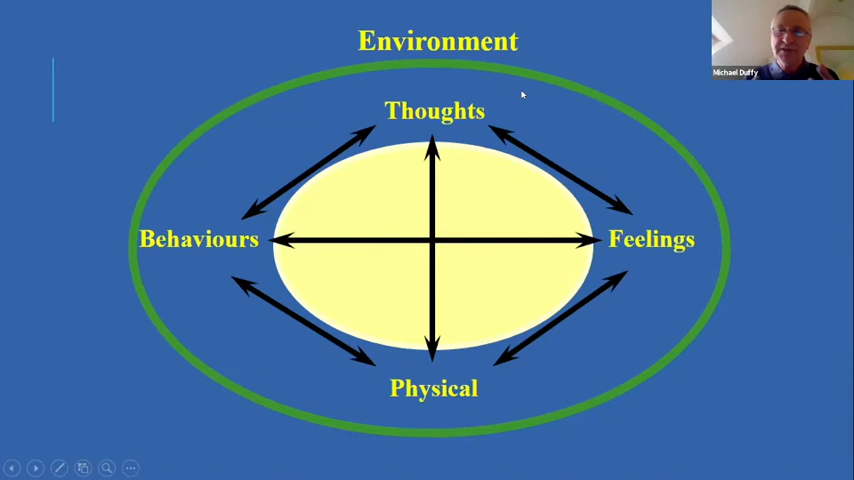 Environment
Michael Duffy
Thoughts
Behaviours
Feelings
Physical